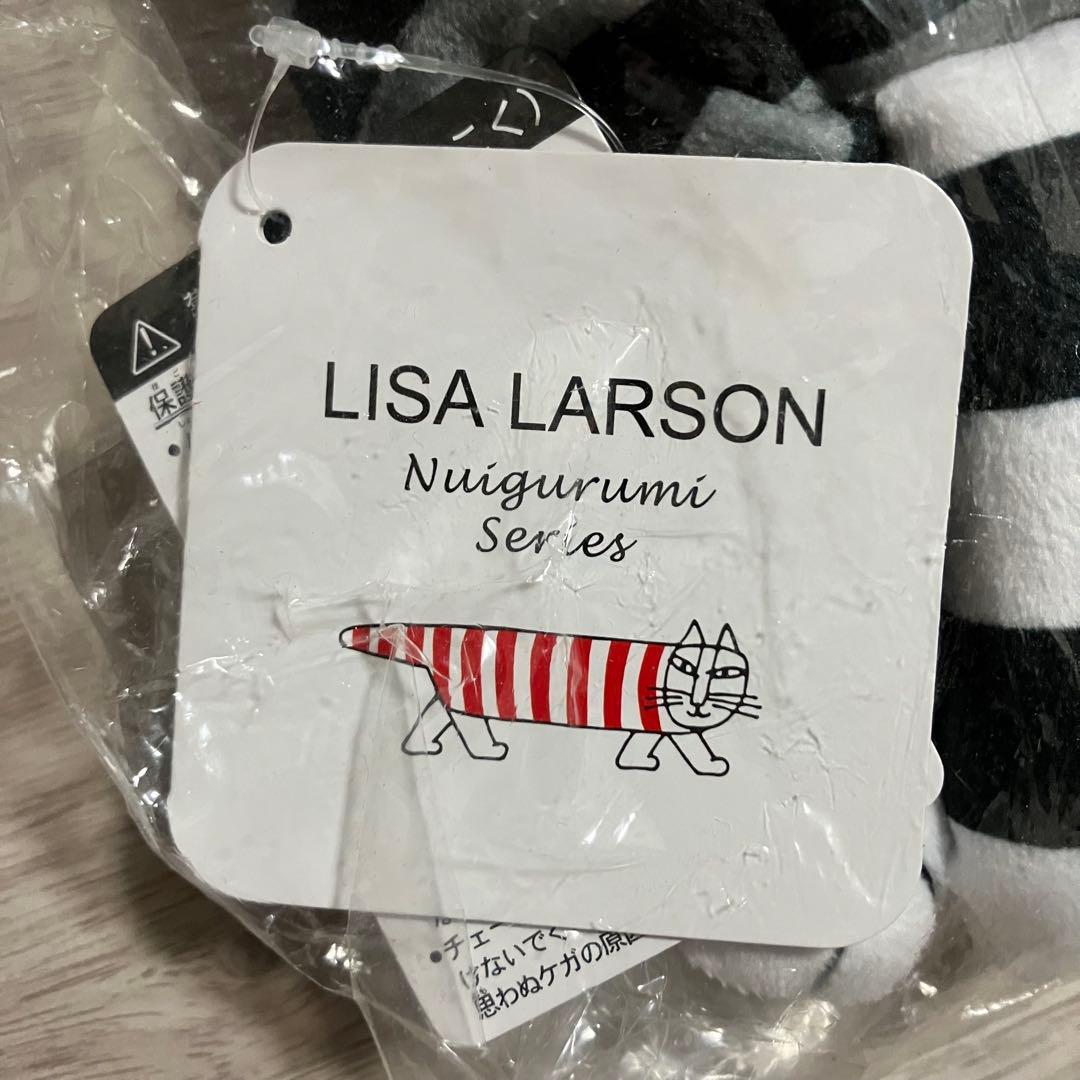 LISA LARSON
Nuigurumi
Series
保護
•チェー
けないでく
思わぬケガの原因